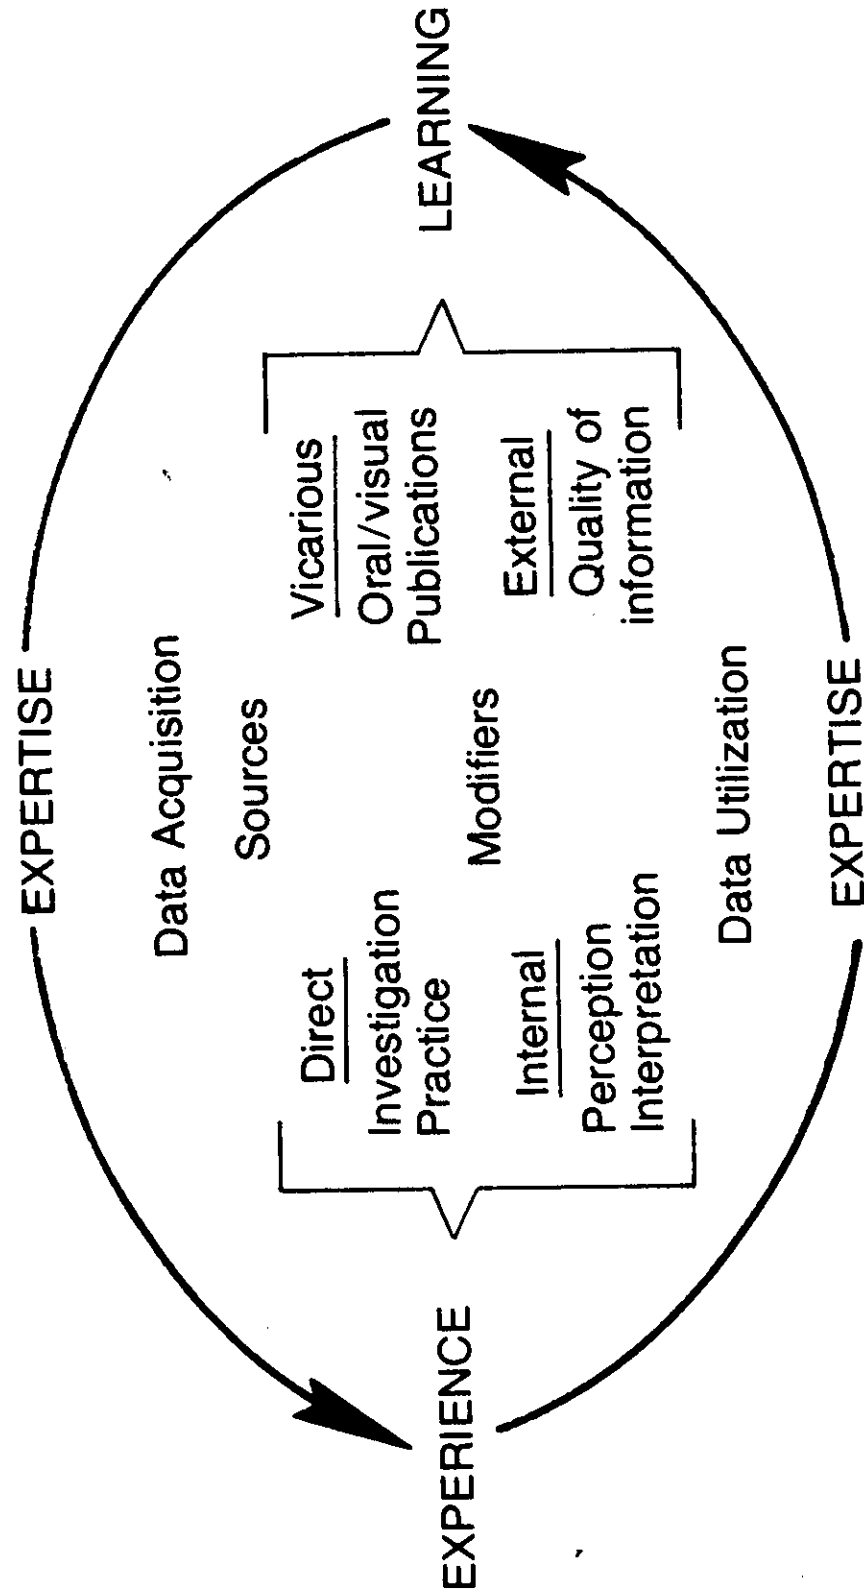 EXPERTISE
Data Acquisition
Sources
Direct
Investigation
Practice
Vicarious
Oral/visual
Publications
EXPERIENCE
LEARNING
Modifiers
Internal
Perception
Interpretation
External
Quality of
information
Data Utilization
EXPERTISE